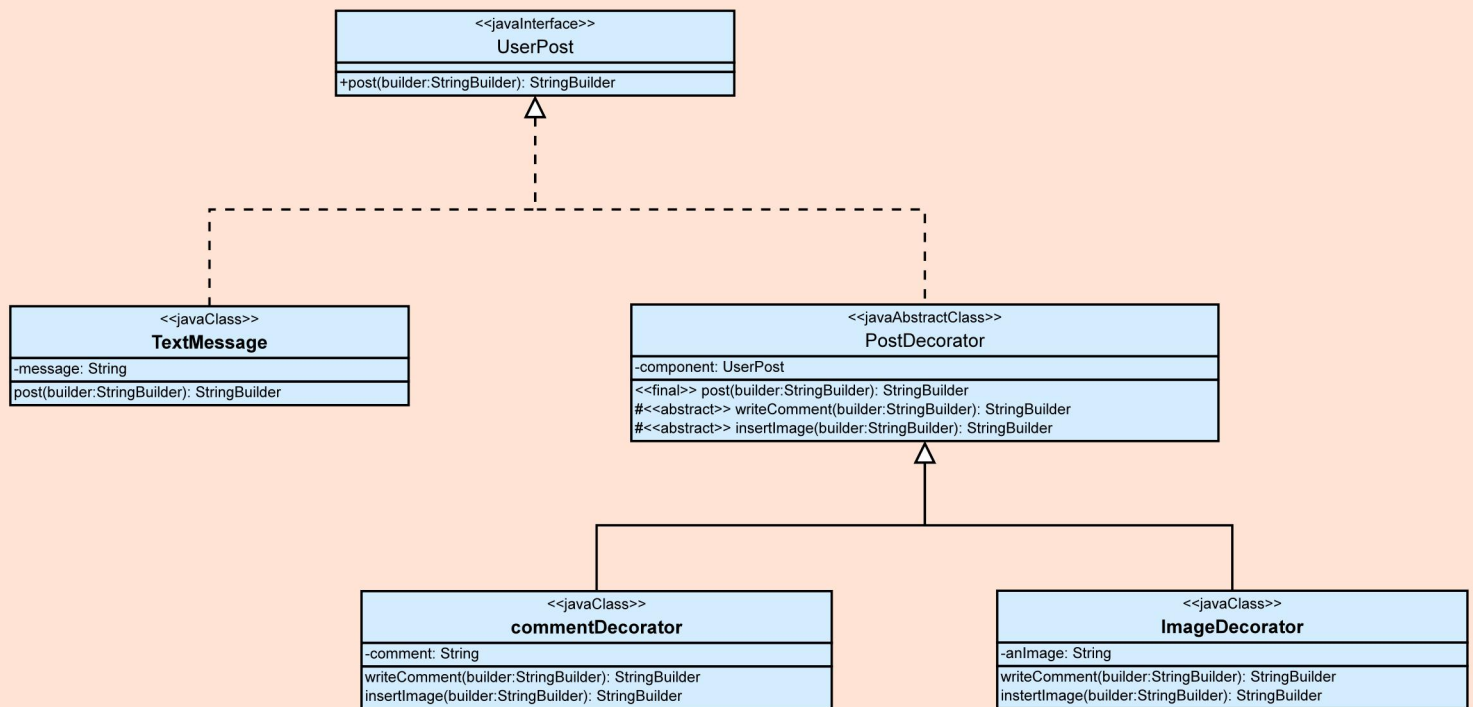 <<javaInterface>>
UserPost
+post(builder:StringBuilder): StringBuilder
<<javaClass>>
TextMessage
-message: String
post(builder:StringBuilder): StringBuilder
<<javaAbstractClass>>
PostDecorator
-component: UserPost
<<final>> post(builder:StringBuilder): StringBuilder
#<<abstract>> writeComment(builder:StringBuilder): StringBuilder
#<<abstract>> insertImage(builder:StringBuilder): StringBuilder
<<javaClass>>
commentDecorator
-comment: String
writeComment(builder:StringBuilder): StringBuilder
insertImage(builder:StringBuilder): StringBuilder
<<javaClass>>
ImageDecorator
-anImage: String
writeComment(builder:StringBuilder): StringBuilder
instertImage(builder:StringBuilder): StringBuilder